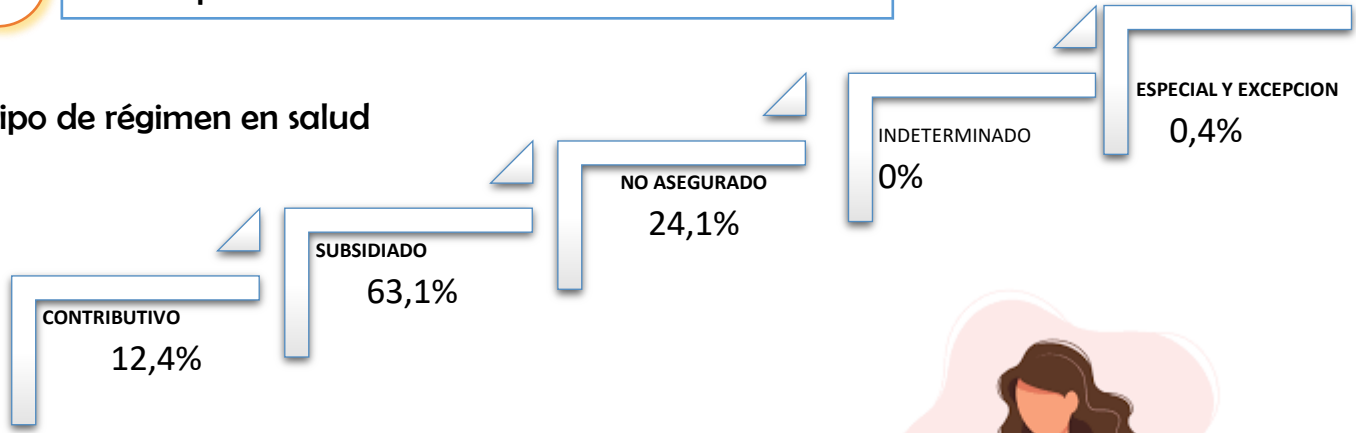 ipo de régimen en salud
CONTRIBUTIVO
12,4%
SUBSIDIADO
63,1%
NO ASEGURADO
24,1%
INDETERMINADO
0%
ESPECIAL Y EXCEPCION
0,4%